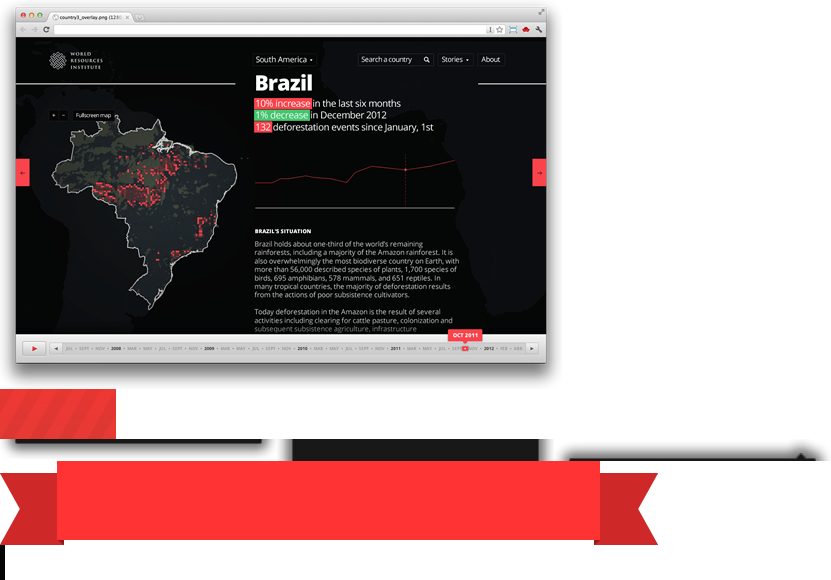 country3_overlay.png (1280
WORLD
RESOURCES
INSTITUTE
South America
Search a country
Stories
About
Brazil
10% increase in the last six months
1% decrease in December 2012
132 deforestation events since January, 1st
+ − Fullscreen map
BRAZIL'S SITUATION
Brazil holds about one-third of the world's remaining
rainforests, including a majority of the Amazon rainforest. It is
also overwhelmingly the most biodiverse country on Earth, with
more than 56,000 described species of plants, 1,700 species of
birds, 695 amphibians, 578 mammals, and 651 reptiles. In
many tropical countries, the majority of deforestation results
from the actions of poor subsistence cultivators.
Today deforestation in the Amazon is the result of several
activities including clearing for cattle pasture, colonization and
subsequent subsistence agriculture, infrastructure
OCT 2011
JUL • SEPT • NOV • 2008 • MAR • MAY • JUL • SEPT • NOV • 2009 • MAR • MAY • JUL • SEPT • NOV • 2010 • MAR • MAY • JUL • SEPT • NOV • 2011 • MAR • MAY • JUL • SEPT NOV • 2012 • FEB • MAR